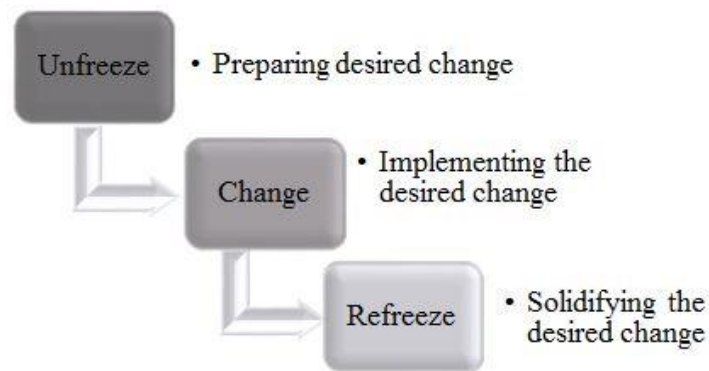 Unfreeze
• Preparing desired change
Change
• Implementing the
desired change
Refreeze
• Solidifying the
desired change